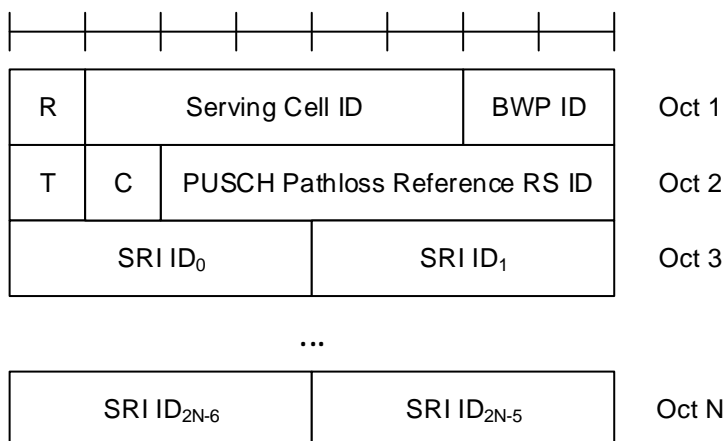 R Serving Cell ID BWP ID Oct 1
T C PUSCH Pathloss Reference RS ID Oct 2
SRI ID₀ SRI ID₁ Oct 3
...
SRI ID₂N₋₆ SRI ID₂N₋₅ Oct N